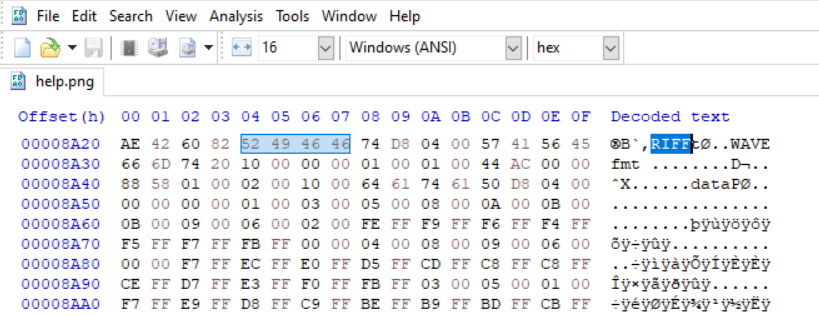 File Edit Search View Analysis Tools Window Help
16 Windows (ANSI) hex
help.png
Offset(h) 00 01 02 03 04 05 06 07 08 09 0A 0B 0C 0D 0E 0F Decoded text
00008A20 AE 42 60 82 52 49 46 46 74 D8 04 00 57 41 56 45 ®B`‚RIFFtØ..WAVE
00008A30 66 6D 74 20 10 00 00 00 01 00 01 00 44 AC 00 00 fmt ........D¬..
00008A40 88 58 01 00 02 00 10 00 64 61 74 61 50 D8 04 00 ˆX......dataPØ..
00008A50 00 00 00 00 01 00 03 00 05 00 08 00 0A 00 0B 00 ................
00008A60 0B 00 09 00 06 00 02 00 FE FF F9 FF F6 FF F4 FF ........þÿùÿöÿôÿ
00008A70 F5 FF F7 FF FB FF 00 00 04 00 08 00 09 00 06 00 õÿ÷ÿûÿ..........
00008A80 00 00 F7 FF EC FF E0 FF D5 FF CD FF C8 FF C8 FF ..÷ÿìÿàÿÕÿÍÿÈÿÈÿ
00008A90 CE FF D7 FF E3 FF F0 FF FB FF 03 00 05 00 01 00 Îÿ×ÿãÿðÿûÿ......
00008AA0 F7 FF E9 FF D8 FF C9 FF BE FF B9 FF BD FF CB FF ÷ÿéÿØÿÉÿ¾ÿ¹ÿ½ÿËÿ